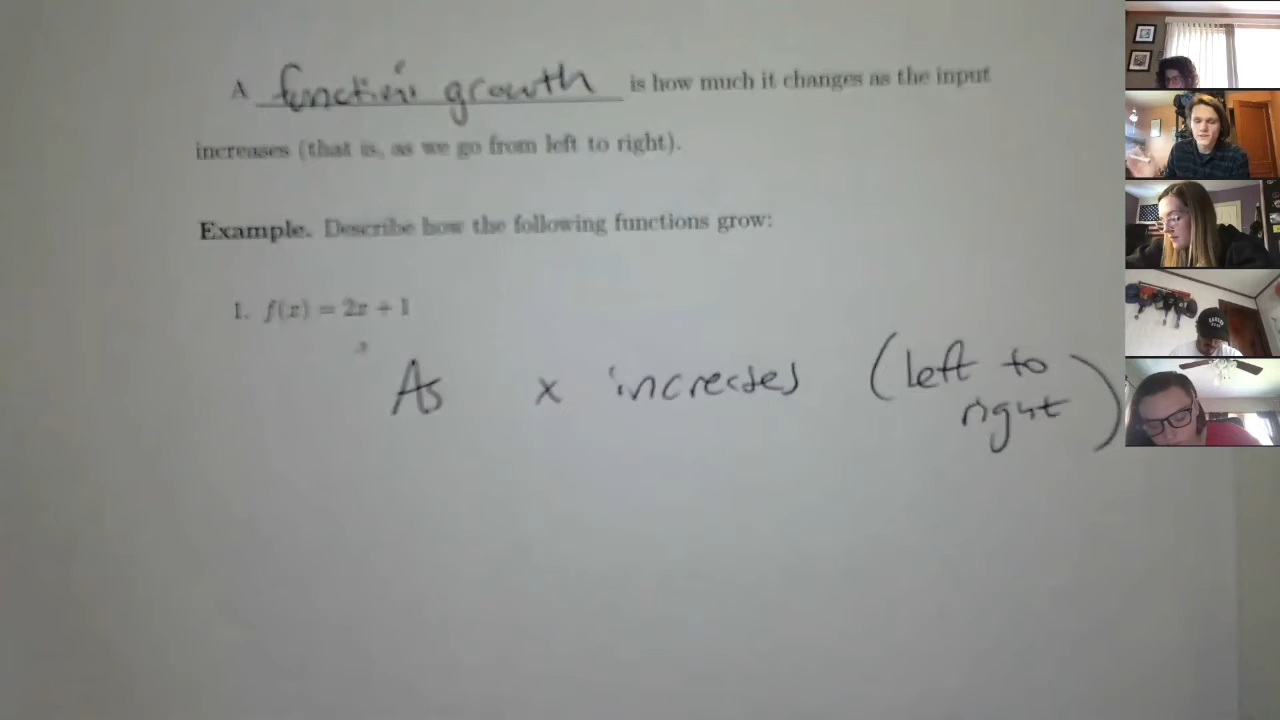 A function growth is how much it changes as the input
increases (that is, as we go from left to right).
Example. Describe how the following functions grow:
1. f(x) = 2x + 1
As x increases (left to
right)